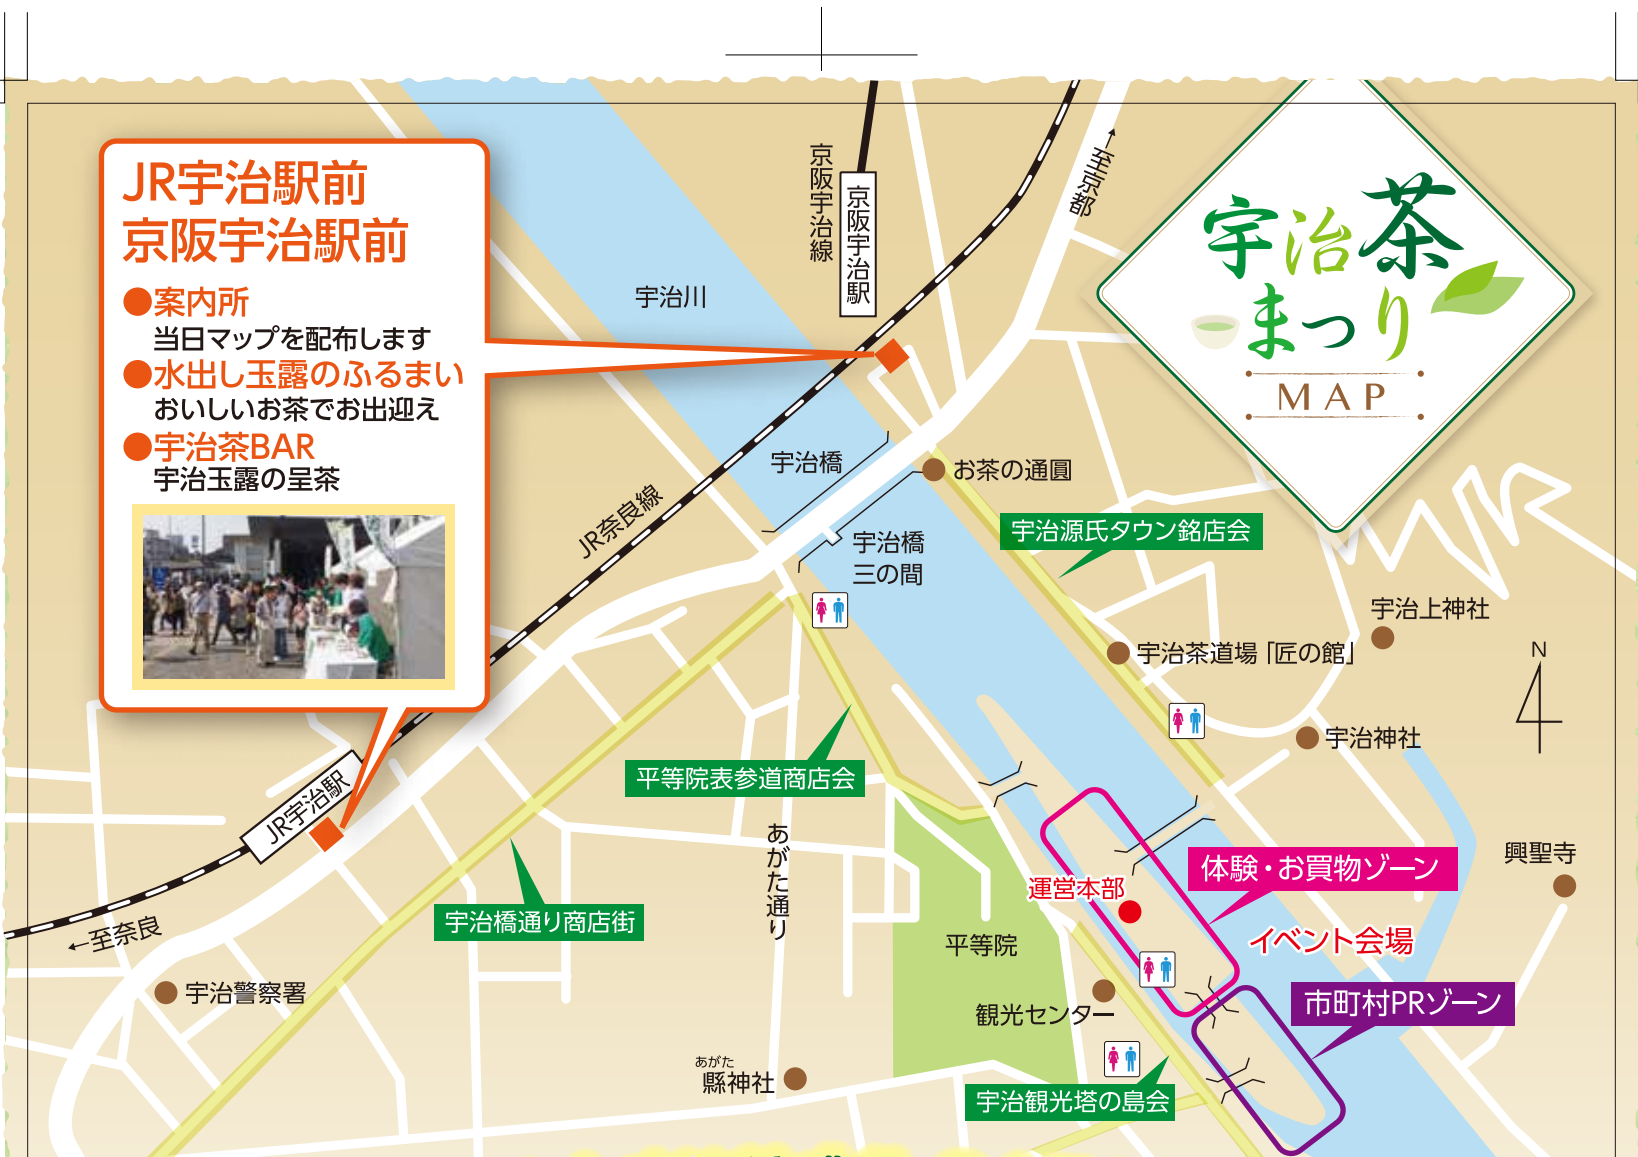 JR宇治駅前
京阪宇治駅前
●案内所
当日マップを配布します
●水出し玉露のふるまい
おいしいお茶でお出迎え
●宇治茶BAR
宇治玉露の呈茶
宇治茶
まつり
MAP
京阪宇治線
京阪宇治駅
→至京都
宇治川
宇治橋
お茶の通圓
JR奈良線
宇治橋
三の間
宇治源氏タウン銘店会
宇治上神社
宇治茶道場「匠の館」
N
宇治神社
平等院表参道商店会
JR宇治駅
あがた通り
興聖寺
体験・お買物ゾーン
運営本部
宇治橋通り商店街
←至奈良
平等院
イベント会場
宇治警察署
観光センター
市町村PRゾーン
あがた
縣神社
宇治観光塔の島会